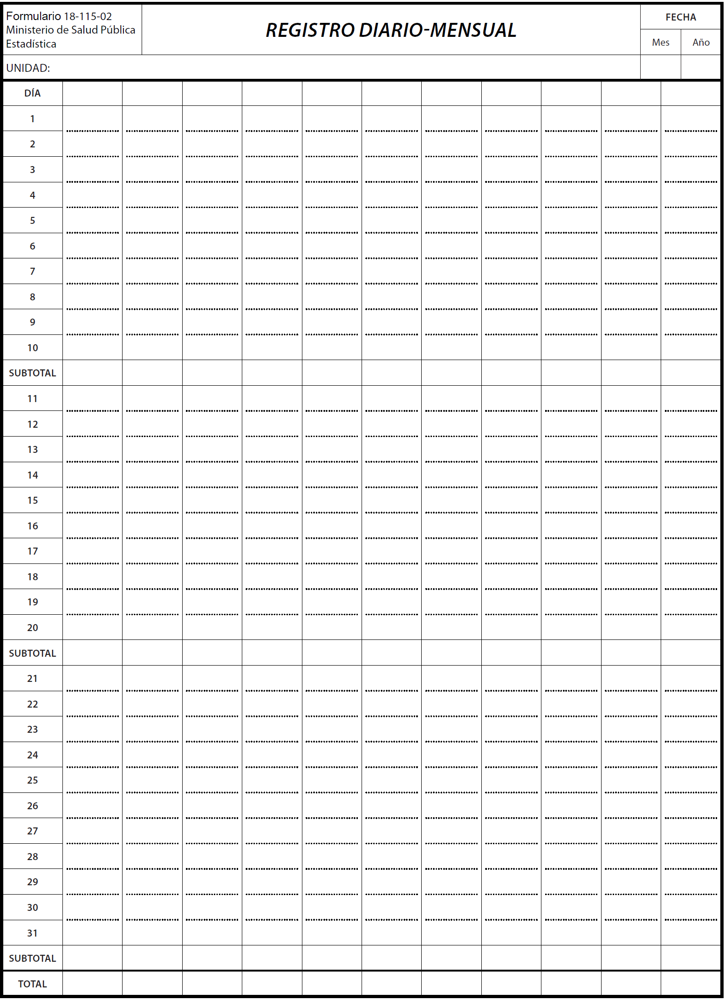 Formulario 18-115-02
Ministerio de Salud Pública
Estadística
REGISTRO DIARIO-MENSUAL
FECHA
Mes Año
UNIDAD:
DÍA
1
2
3
4
5
6
7
8
9
10
SUBTOTAL
11
12
13
14
15
16
17
18
19
20
SUBTOTAL
21
22
23
24
25
26
27
28
29
30
31
SUBTOTAL
TOTAL